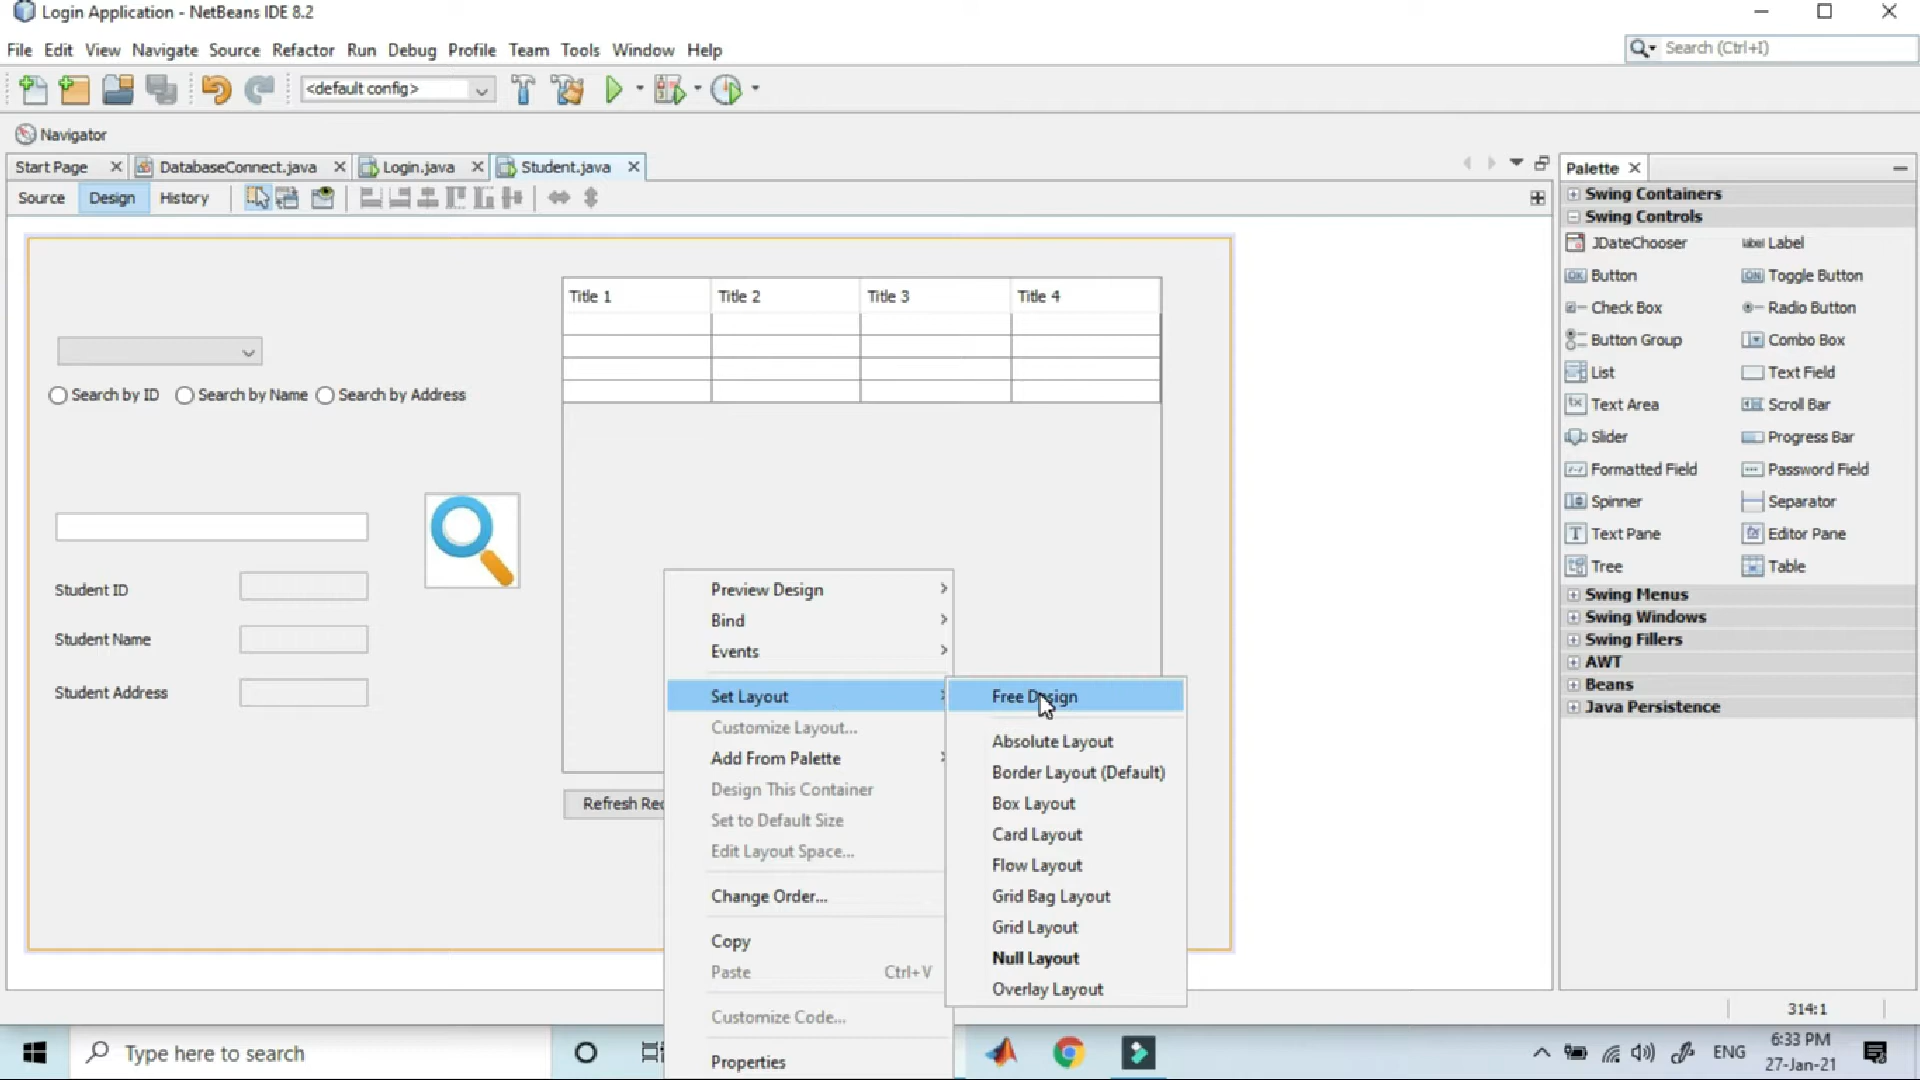 Login Application - NetBeans IDE 8.2
File Edit View Navigate Source Refactor Run Debug Profile Team Tools Window Help
Search (Ctrl+I)
<default config>
Navigator
Start Page DatabaseConnect.java Login.java Student.java
Source Design History
Title 1 Title 2 Title 3 Title 4
Search by ID Search by Name Search by Address
Student ID
Student Name
Student Address
Refresh Rec
Preview Design
Bind
Events
Set Layout
Customize Layout...
Add From Palette
Design This Container
Set to Default Size
Edit Layout Space...
Change Order...
Copy
Paste Ctrl+V
Customize Code...
Properties
Free Design
Absolute Layout
Border Layout (Default)
Box Layout
Card Layout
Flow Layout
Grid Bag Layout
Grid Layout
Null Layout
Overlay Layout
Palette
Swing Containers
Swing Controls
JDateChooser Label
Button Toggle Button
Check Box Radio Button
Button Group Combo Box
List Text Field
Text Area Scroll Bar
Slider Progress Bar
Formatted Field Password Field
Spinner Separator
Text Pane Editor Pane
Tree Table
Swing Menus
Swing Windows
Swing Fillers
AWT
Beans
Java Persistence
314:1
Type here to search
ENG
6:33 PM
27-Jan-21